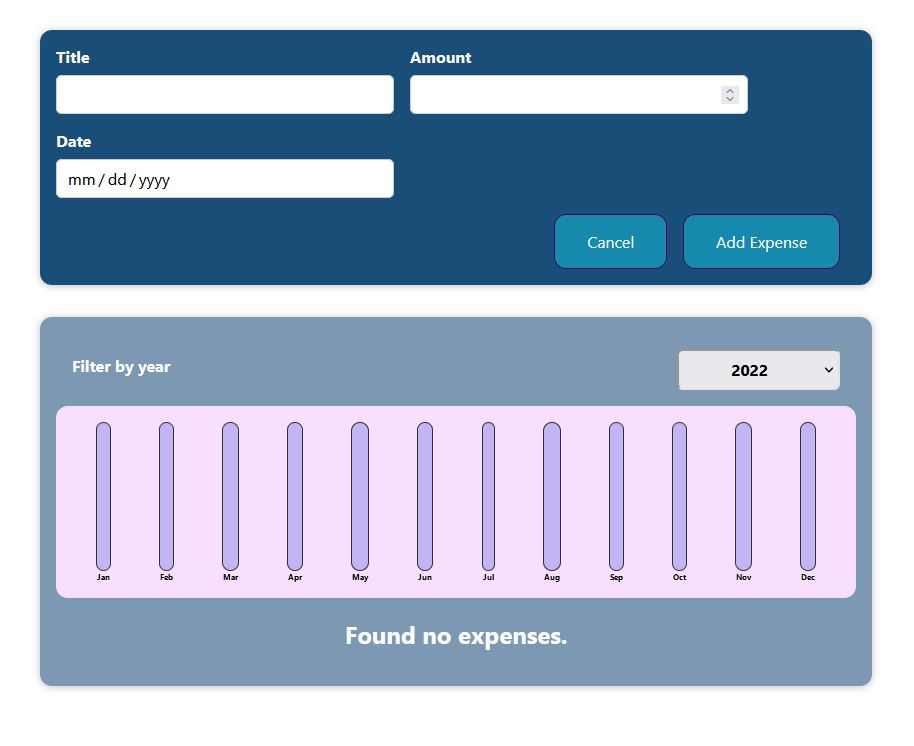 Title Amount
Date
mm/dd/yyyy
Cancel Add Expense
Filter by year 2022
Jan Feb Mar Apr May Jun Jul Aug Sep Oct Nov Dec
Found no expenses.